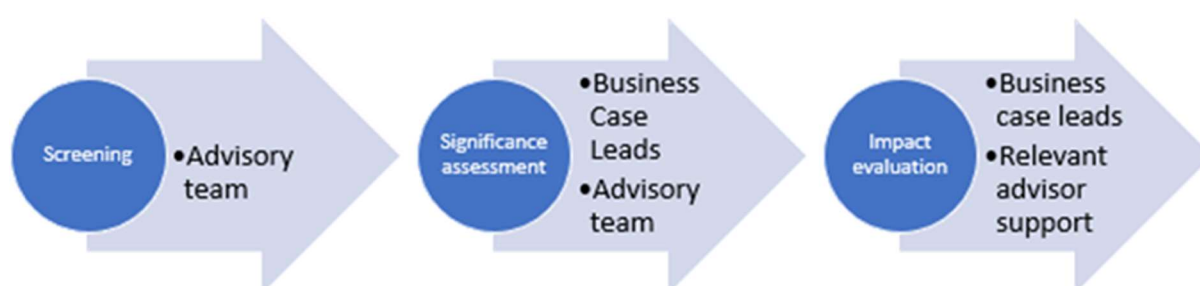 Screening
•Advisory
team
Significance
assessment
•Business
Case
Leads
•Advisory
team
Impact
evaluation
•Business
case leads
•Relevant
advisor
support